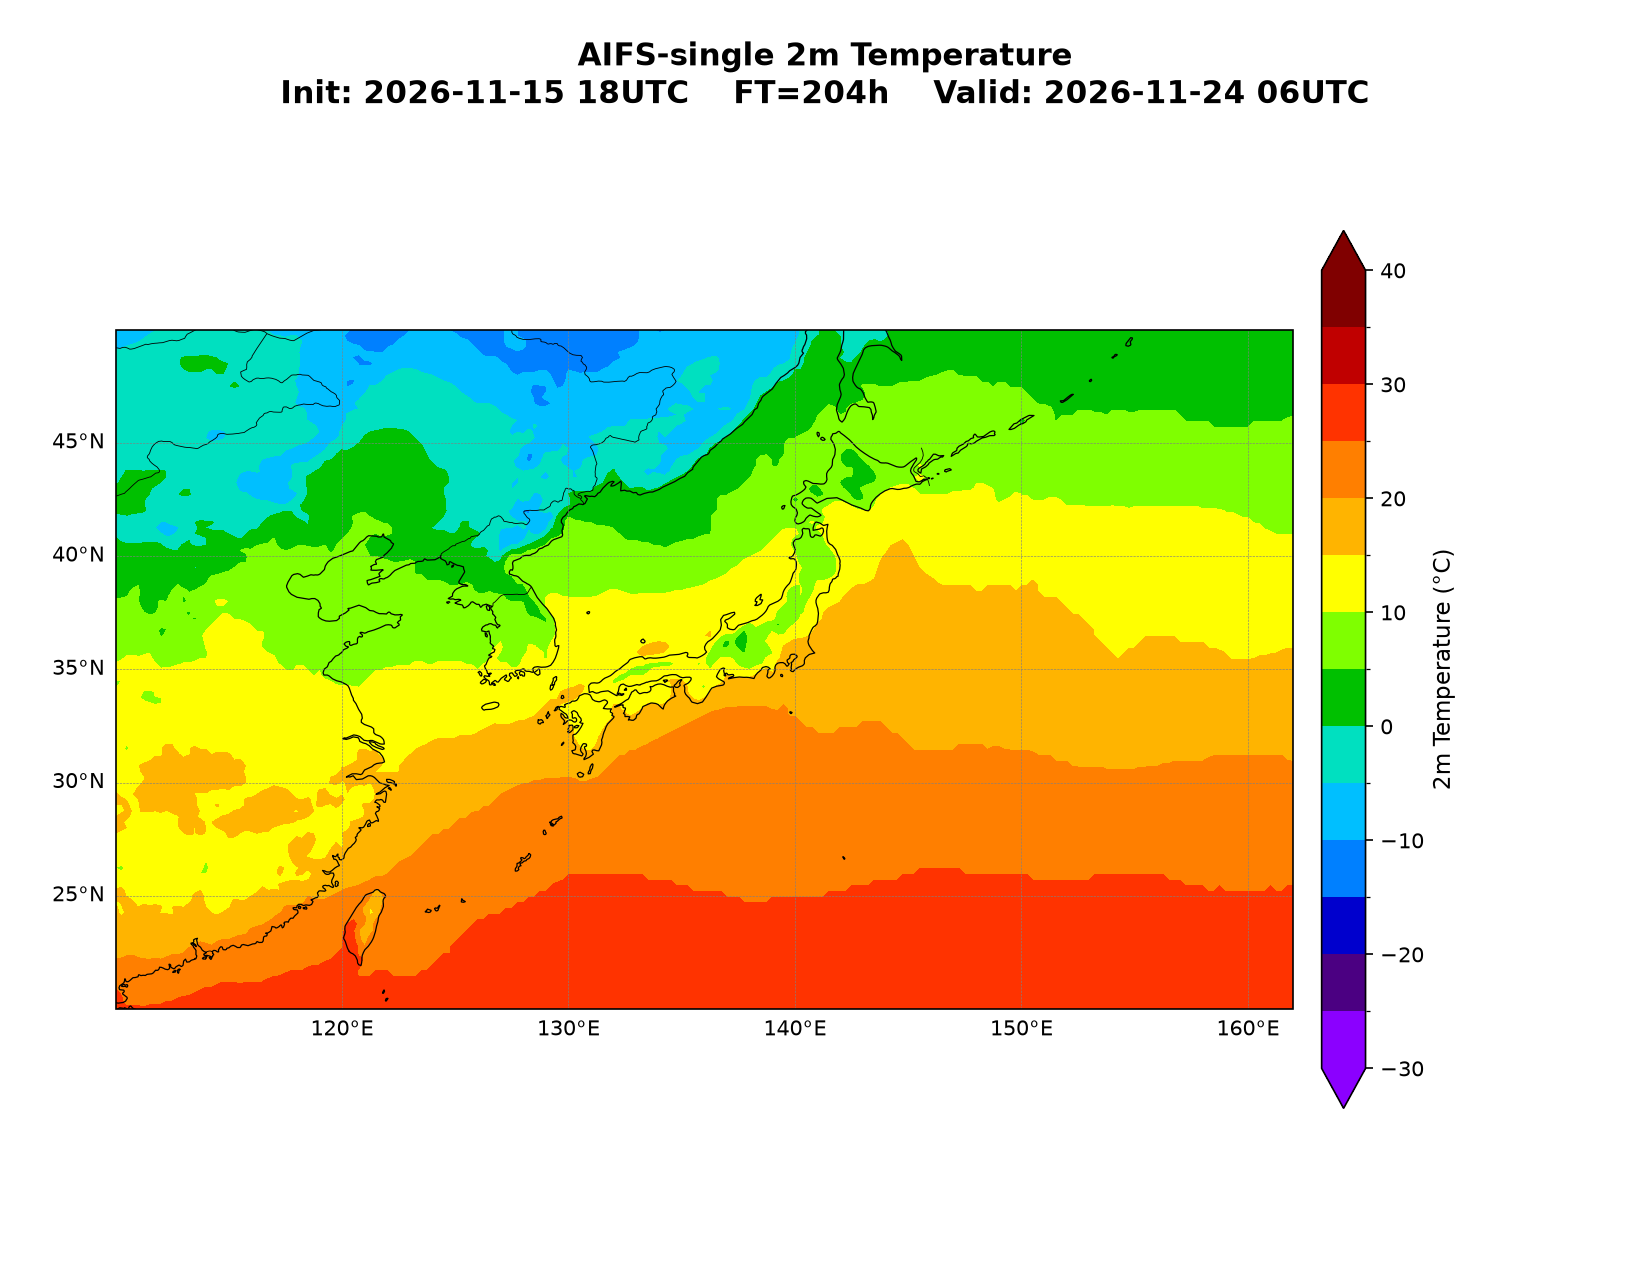 AIFS-single 2m Temperature
Init: 2026-11-15 18UTC    FT=204h    Valid: 2026-11-24 06UTC
45°N
40°N
35°N
30°N
25°N
120°E
130°E
140°E
150°E
160°E
40
30
20
10
0
−10
−20
−30
2m Temperature (°C)